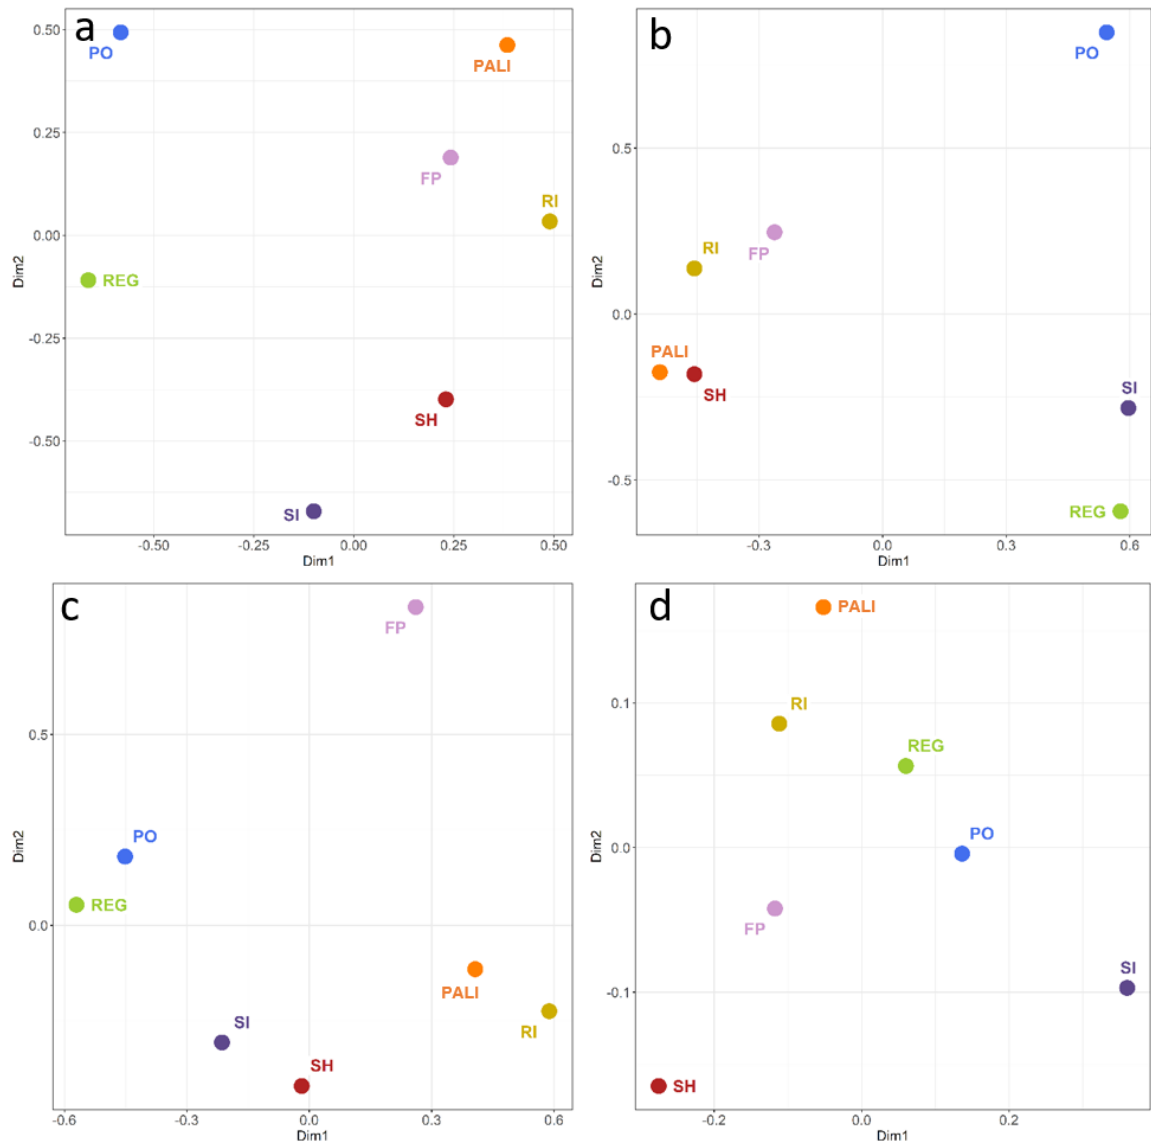 a
0.50
0.25
0.00
-0.25
-0.50
Dim2
PO
PALI
FP
RI
REG
SH
SI
-0.50
-0.25
0.00
0.25
0.50
Dim1
b
0.5
0.0
-0.5
Dim2
PO
RI
FP
PALI
SH
SI
REG
-0.3
0.0
0.3
0.6
Dim1
c
0.5
0.0
Dim2
FP
PO
REG
PALI
SI
RI
SH
-0.6
-0.3
0.0
0.3
0.6
Dim1
d
0.1
0.0
-0.1
Dim2
PALI
RI
REG
PO
FP
SI
SH
-0.2
0.0
0.2
Dim1